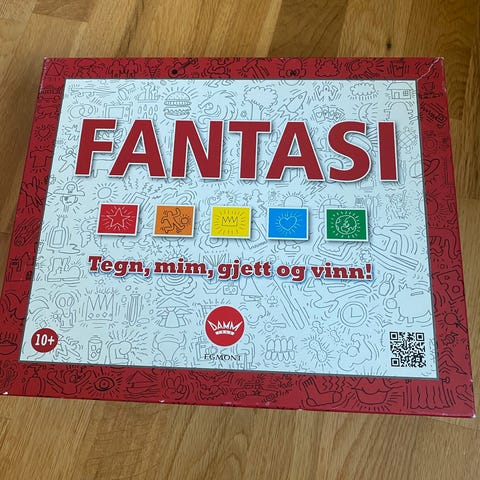 FANTASI
Tegn, mim, gjett og vinn!
DAMM
EGMONT
10+